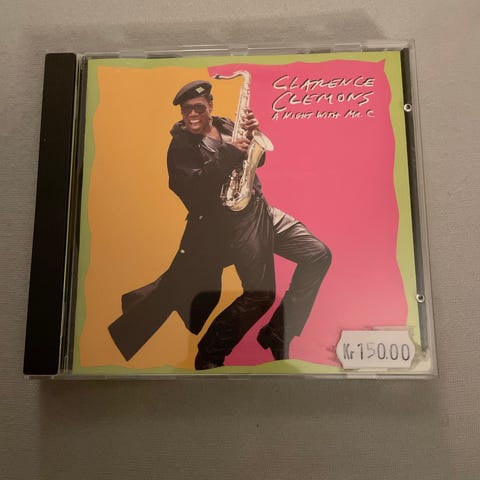 CLARENCE
CLEMONS
A NIGHT WITH MR. C
Kr 150.00